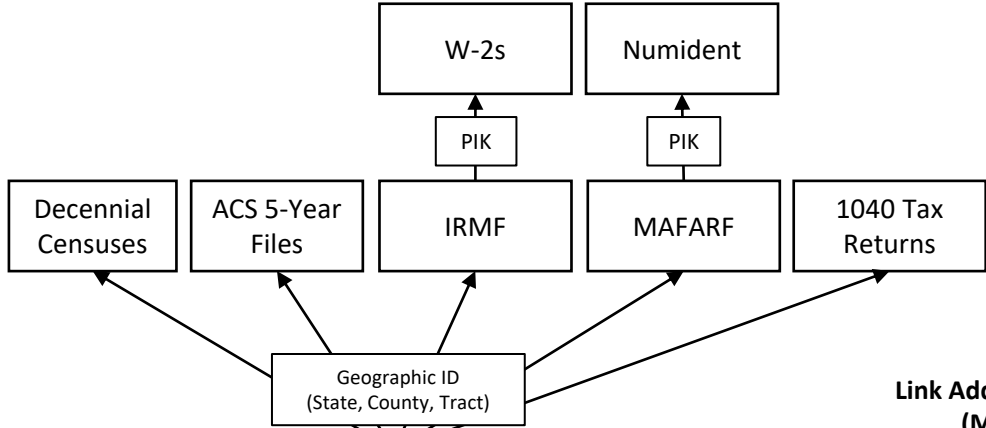 W-2s
Numident
PIK
PIK
Decennial
Censuses
ACS 5-Year
Files
IRMF
MAFARF
1040 Tax
Returns
Geographic ID
(State, County, Tract)
Link